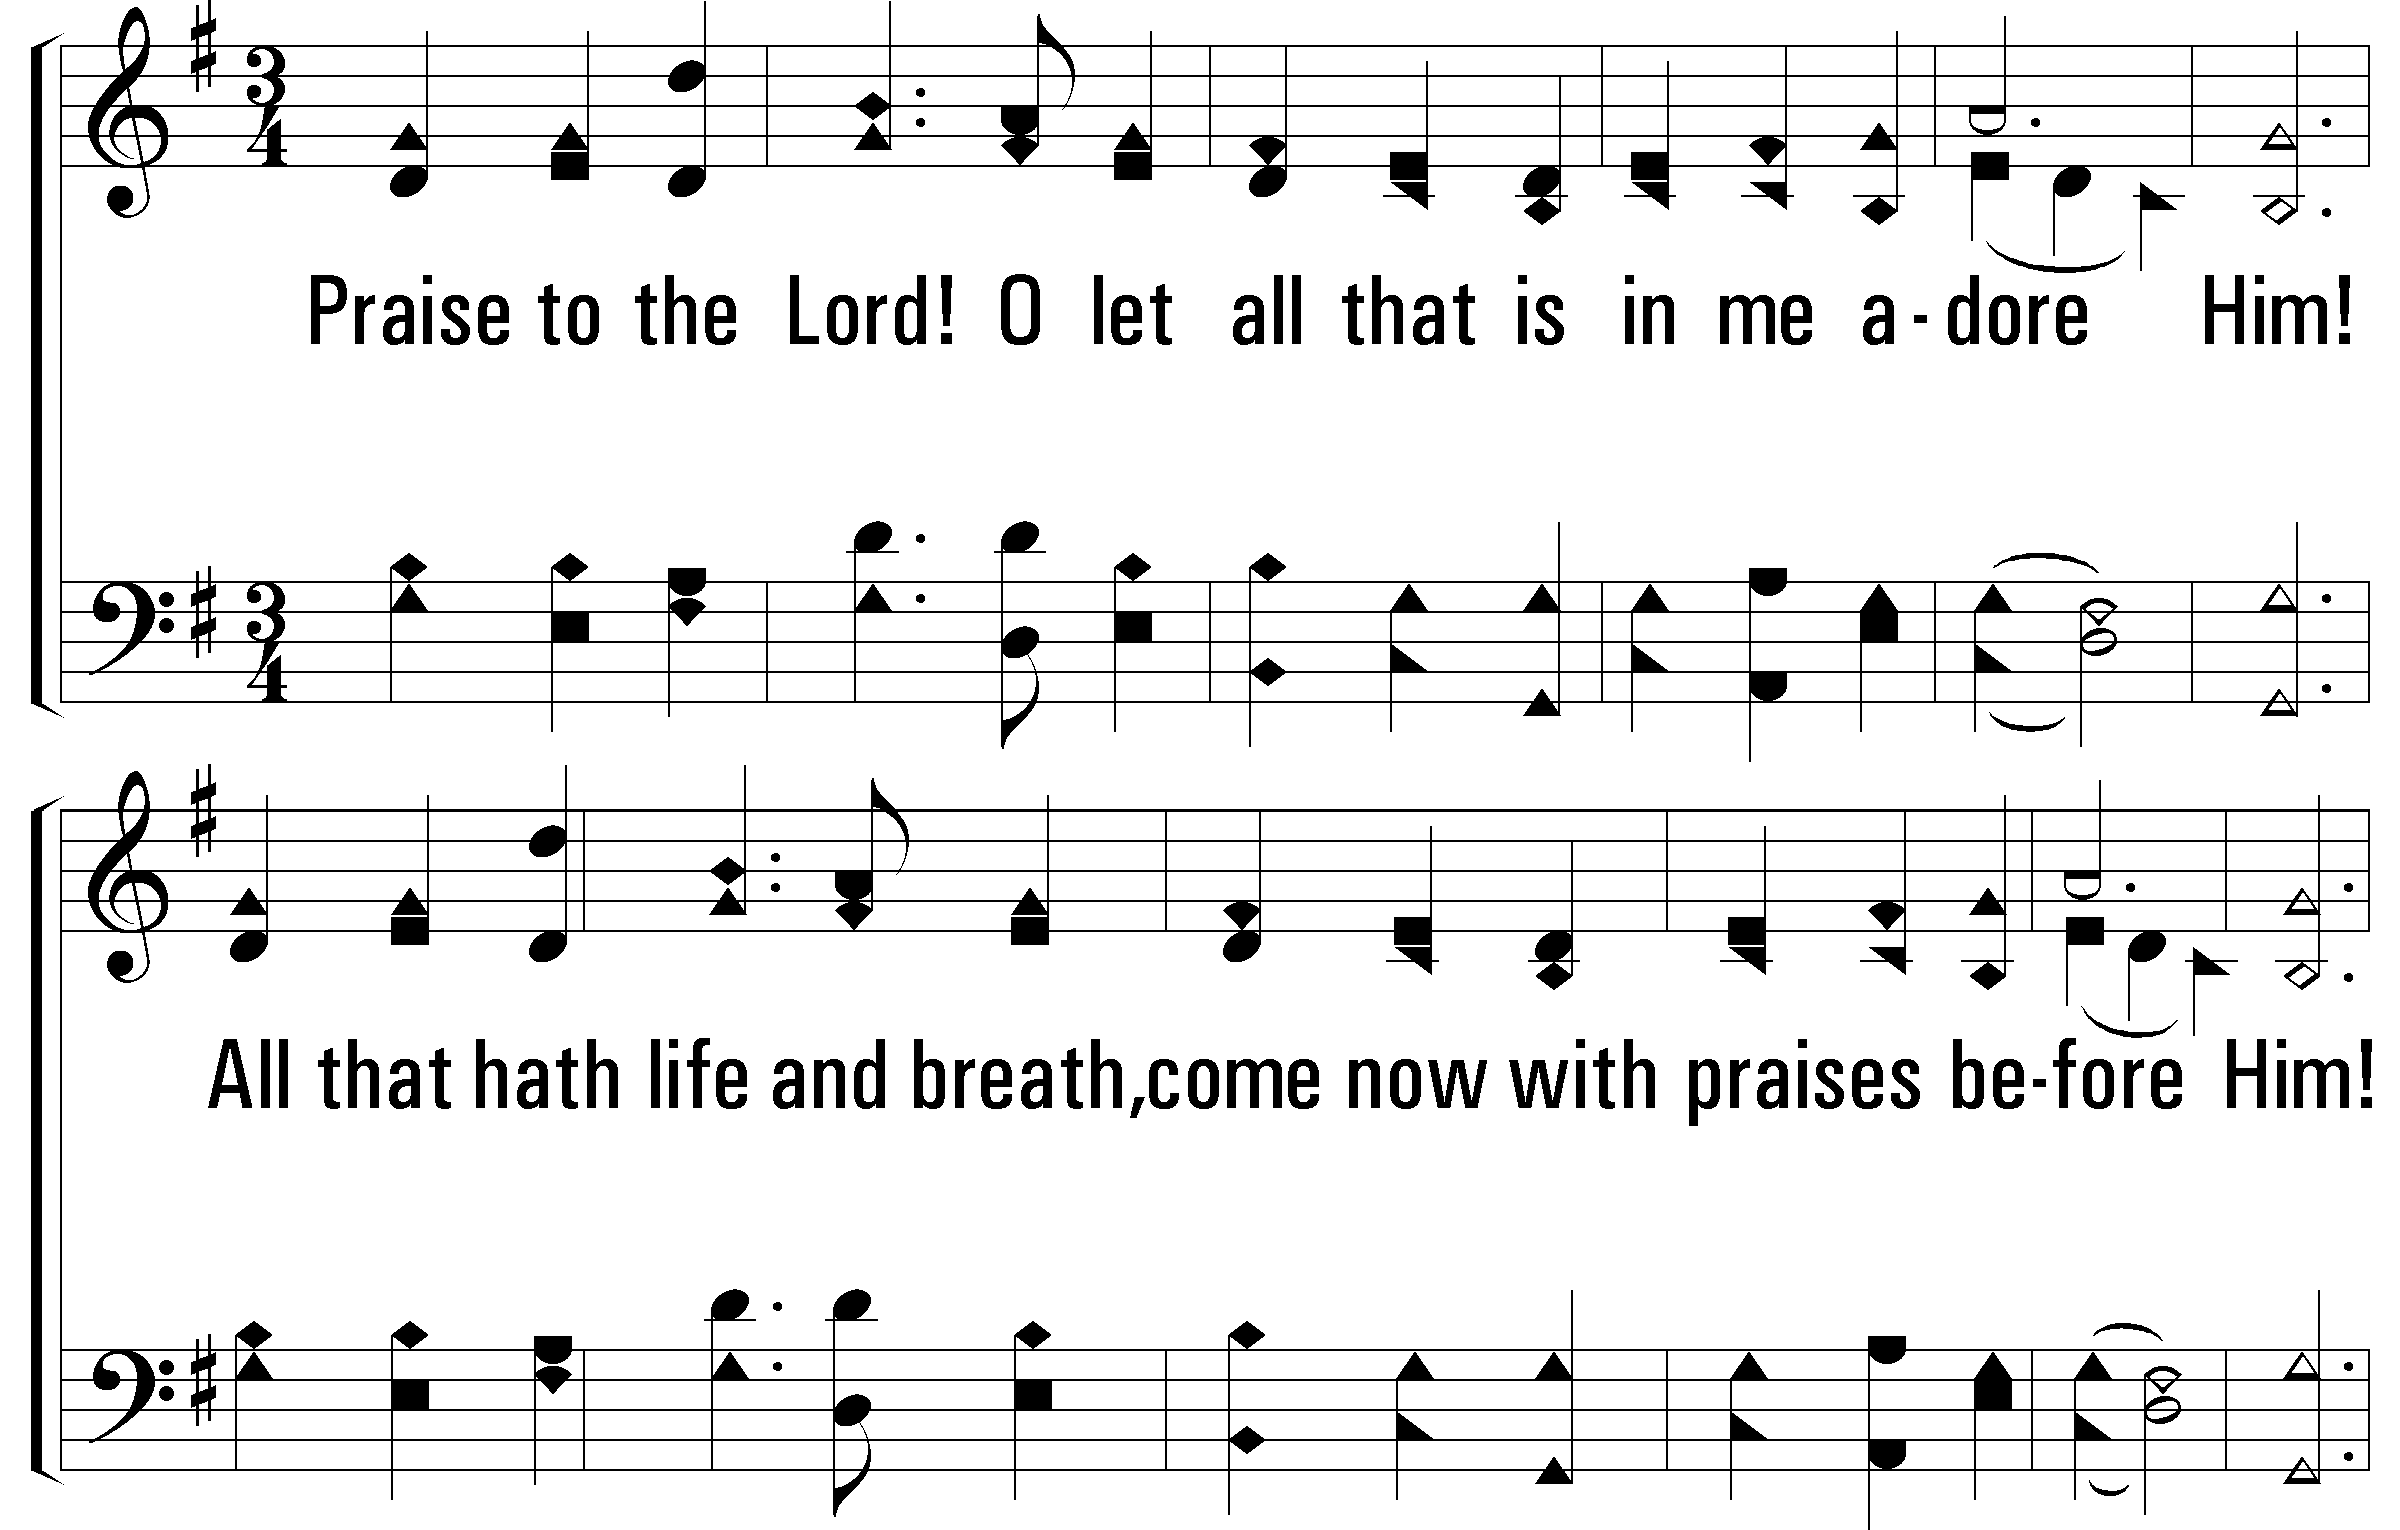 Praise to the Lord! O let all that is in me a-dore Him!
All that hath life and breath,come now with praises be-fore Him!